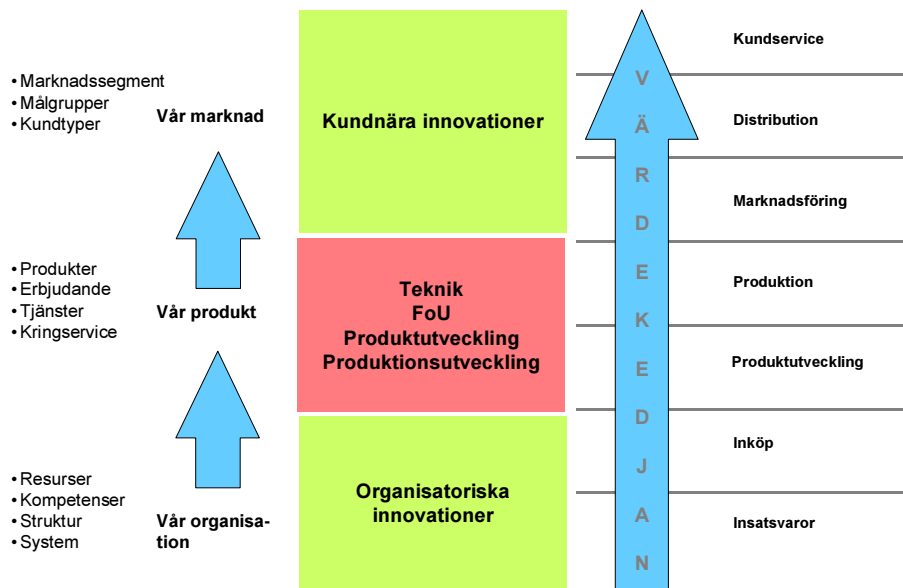 • Marknadssegment
• Målgrupper
• Kundtyper
Vår marknad
• Produkter
• Erbjudande
• Tjänster
• Kringservice
Vår produkt
• Resurser
• Kompetenser
• Struktur
• System
Vår organisa-
tion
Kundnära innovationer
Teknik
FoU
Produktutveckling
Produktionsutveckling
Organisatoriska
innovationer
V
Ä
R
D
E
K
E
D
J
A
N
Kundservice
Distribution
Marknadsföring
Produktion
Produktutveckling
Inköp
Insatsvaror